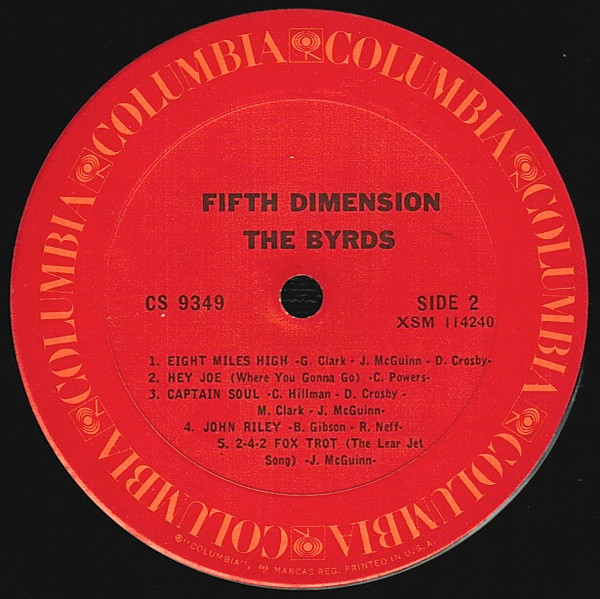 COLUMBIA COLUMBIA COLUMBIA COLUMBIA COLUMBIA COLUMBIA
FIFTH DIMENSION
THE BYRDS
CS 9349
SIDE 2
XSM 114240
1. EIGHT MILES HIGH -G. Clark - J. McGuinn - D. Crosby-
2. HEY JOE (Where You Gonna Go) -C. Powers-
3. CAPTAIN SOUL -C. Hillman - D. Crosby -
M. Clark - J. McGuinn-
4. JOHN RILEY -B. Gibson - R. Neff-
5. 2-4-2 FOX TROT (The Lear Jet
Song) -J. McGuinn-
®"COLUMBIA", MARCAS REG. PRINTED IN U.S.A.